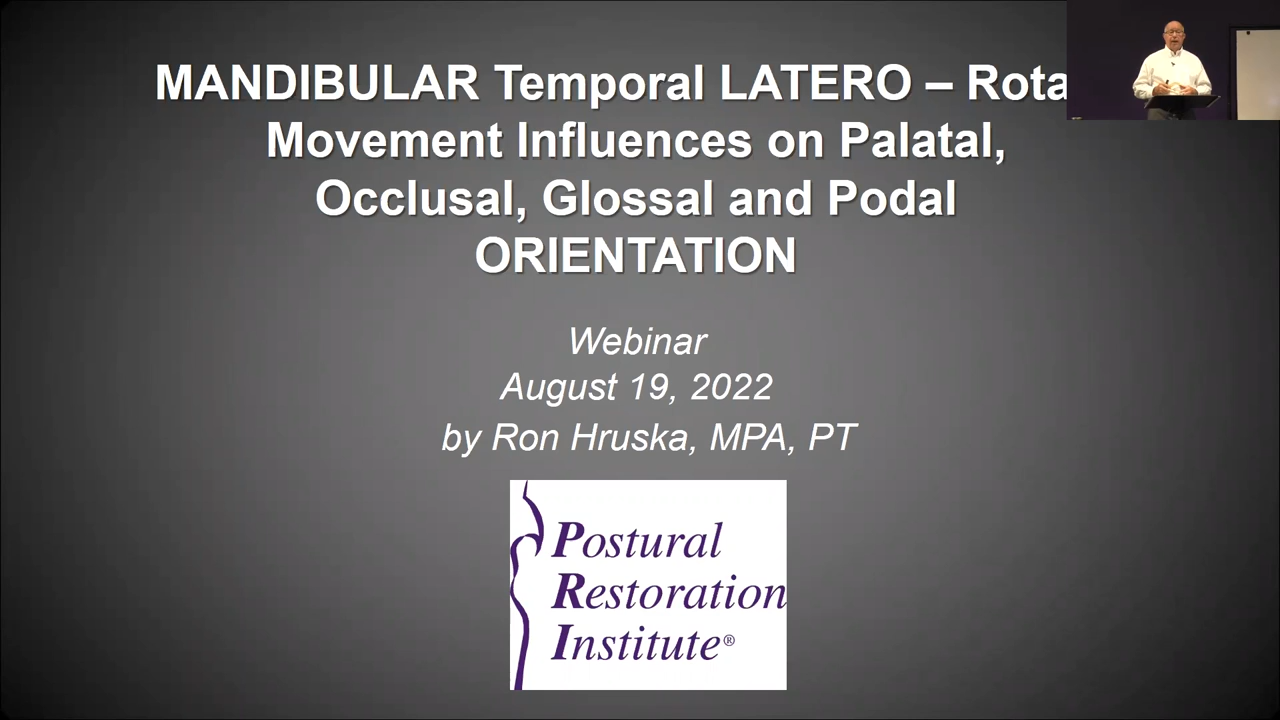 MANDIBULAR Temporal LATERO – Rota
Movement Influences on Palatal,
Occlusal, Glossal and Podal
ORIENTATION
Webinar
August 19, 2022
by Ron Hruska, MPA, PT
Postural
Restoration
Institute®